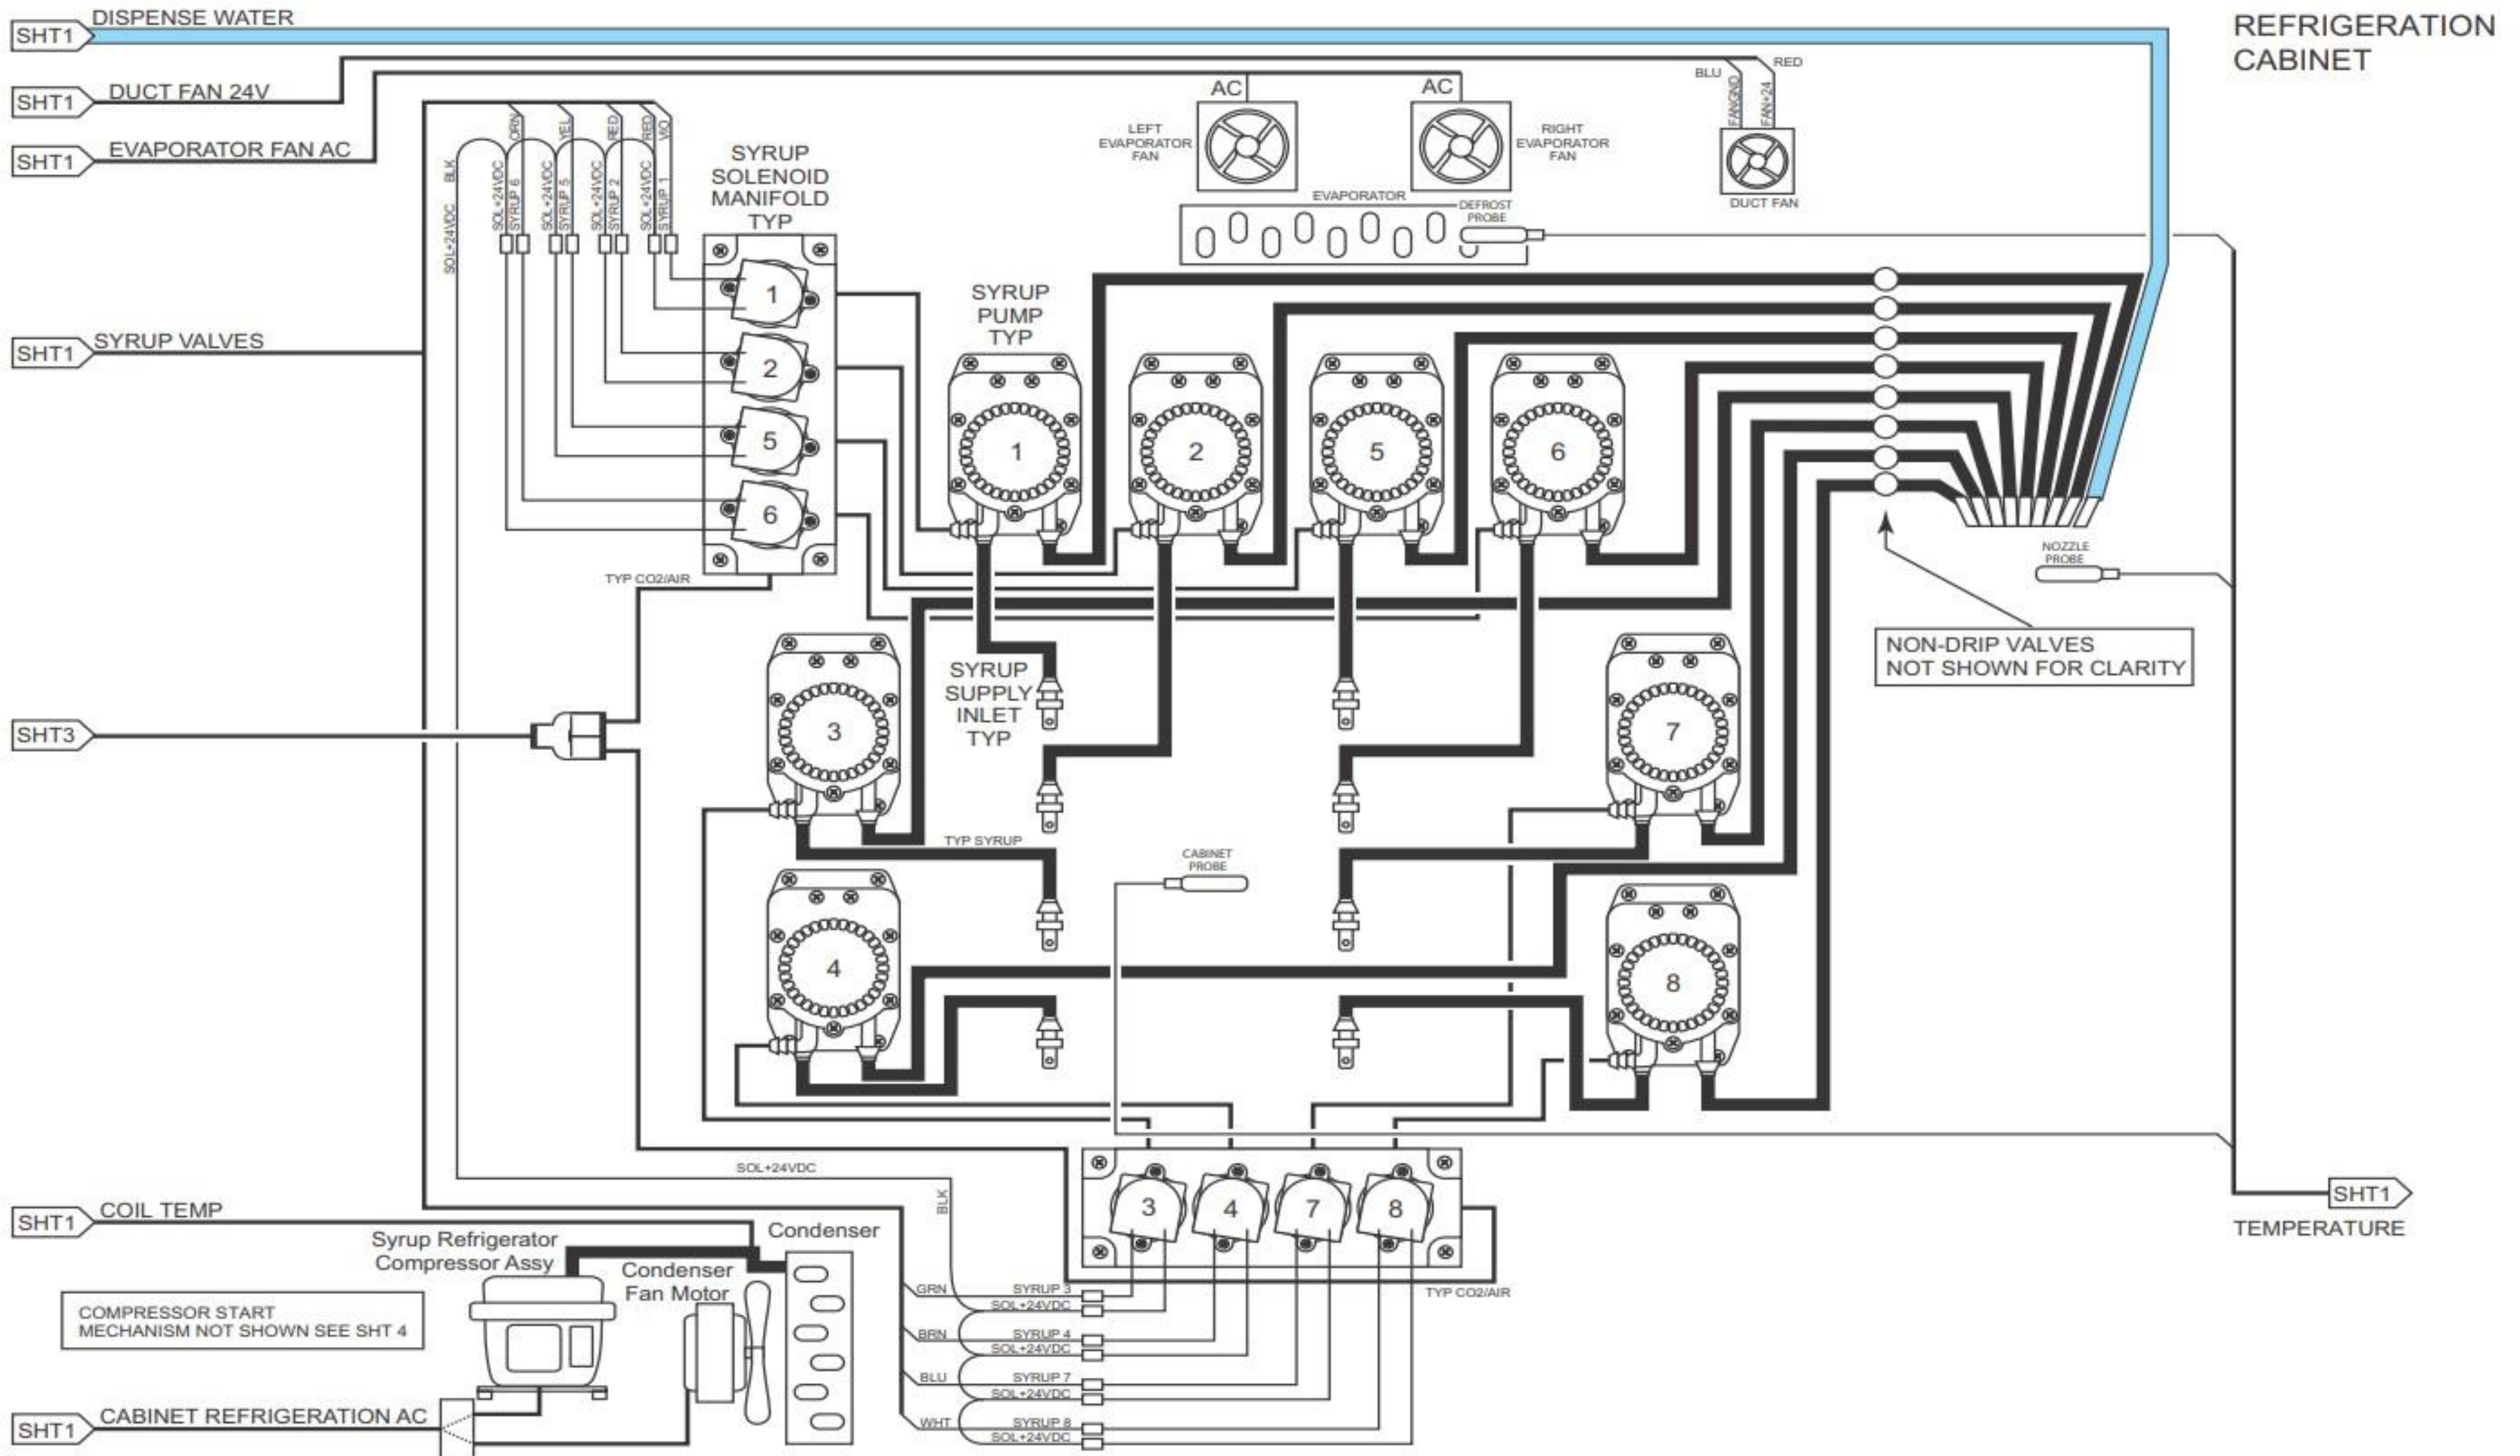 DISPENSE WATER
SHT1
REFRIGERATION
CABINET
DUCT FAN 24V
SHT1
EVAPORATOR FAN AC
SHT1
BLK
SOL+24VDC
ORN
SOL+24VDC
SYRUP 6
YEL
SOL+24VDC
SYRUP 5
RED
SOL+24VDC
SYRUP 2
RED
VIO
SOL+24VDC
SYRUP 1
SYRUP
SOLENOID
MANIFOLD
TYP
AC
LEFT
EVAPORATOR
FAN
AC
RIGHT
EVAPORATOR
FAN
BLU
RED
FANGND
FAN+24
DUCT FAN
EVAPORATOR
DEFROST
PROBE
1
2
5
6
SYRUP
PUMP
TYP
SYRUP VALVES
SHT1
1
2
5
6
TYP CO2/AIR
NOZZLE
PROBE
NON-DRIP VALVES
NOT SHOWN FOR CLARITY
SYRUP
SUPPLY
INLET
TYP
SHT3
3
7
TYP SYRUP
CABINET
PROBE
4
8
SOL+24VDC
BLK
3
4
7
8
TYP CO2/AIR
SHT1
TEMPERATURE
COIL TEMP
SHT1
Syrup Refrigerator
Compressor Assy
Condenser
Fan Motor
Condenser
COMPRESSOR START
MECHANISM NOT SHOWN SEE SHT 4
GRN SYRUP 3
SOL+24VDC
BRN SYRUP 4
SOL+24VDC
BLU SYRUP 7
SOL+24VDC
WHT SYRUP 8
SOL+24VDC
CABINET REFRIGERATION AC
SHT1